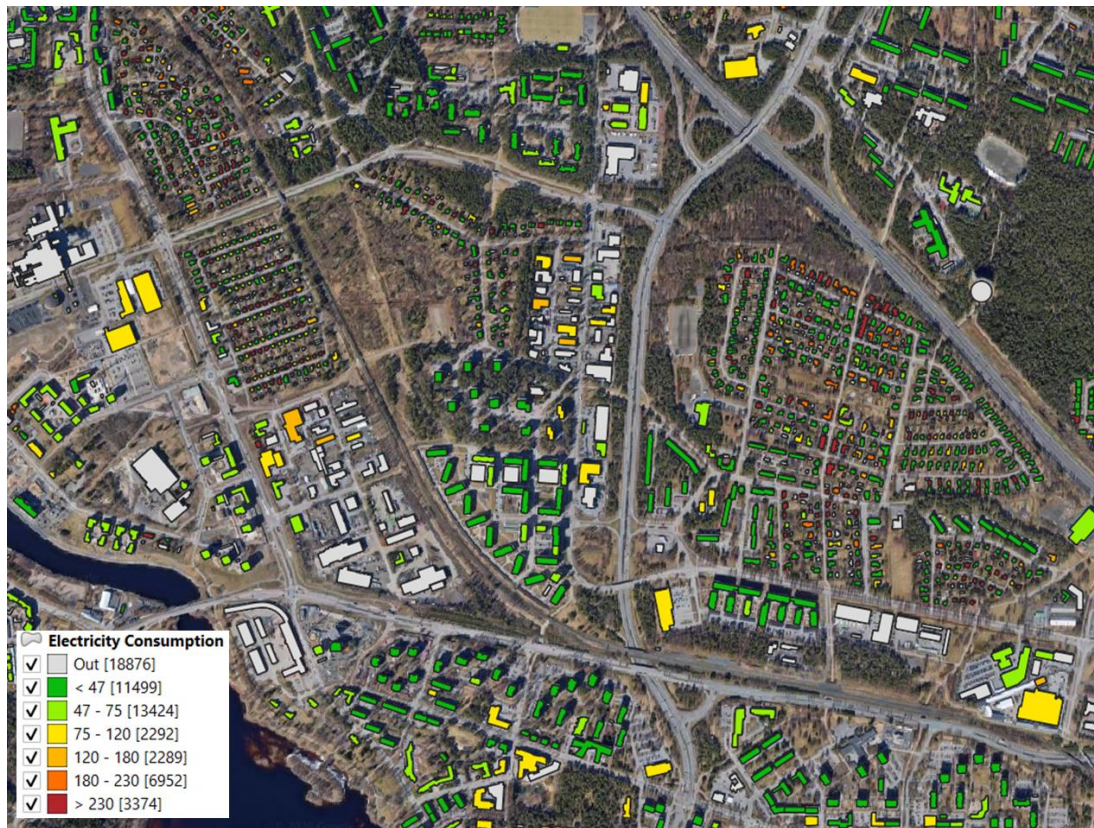 Electricity Consumption
Out [18876]
< 47 [11499]
47 - 75 [13424]
75 - 120 [2292]
120 - 180 [2289]
180 - 230 [6952]
> 230 [3374]